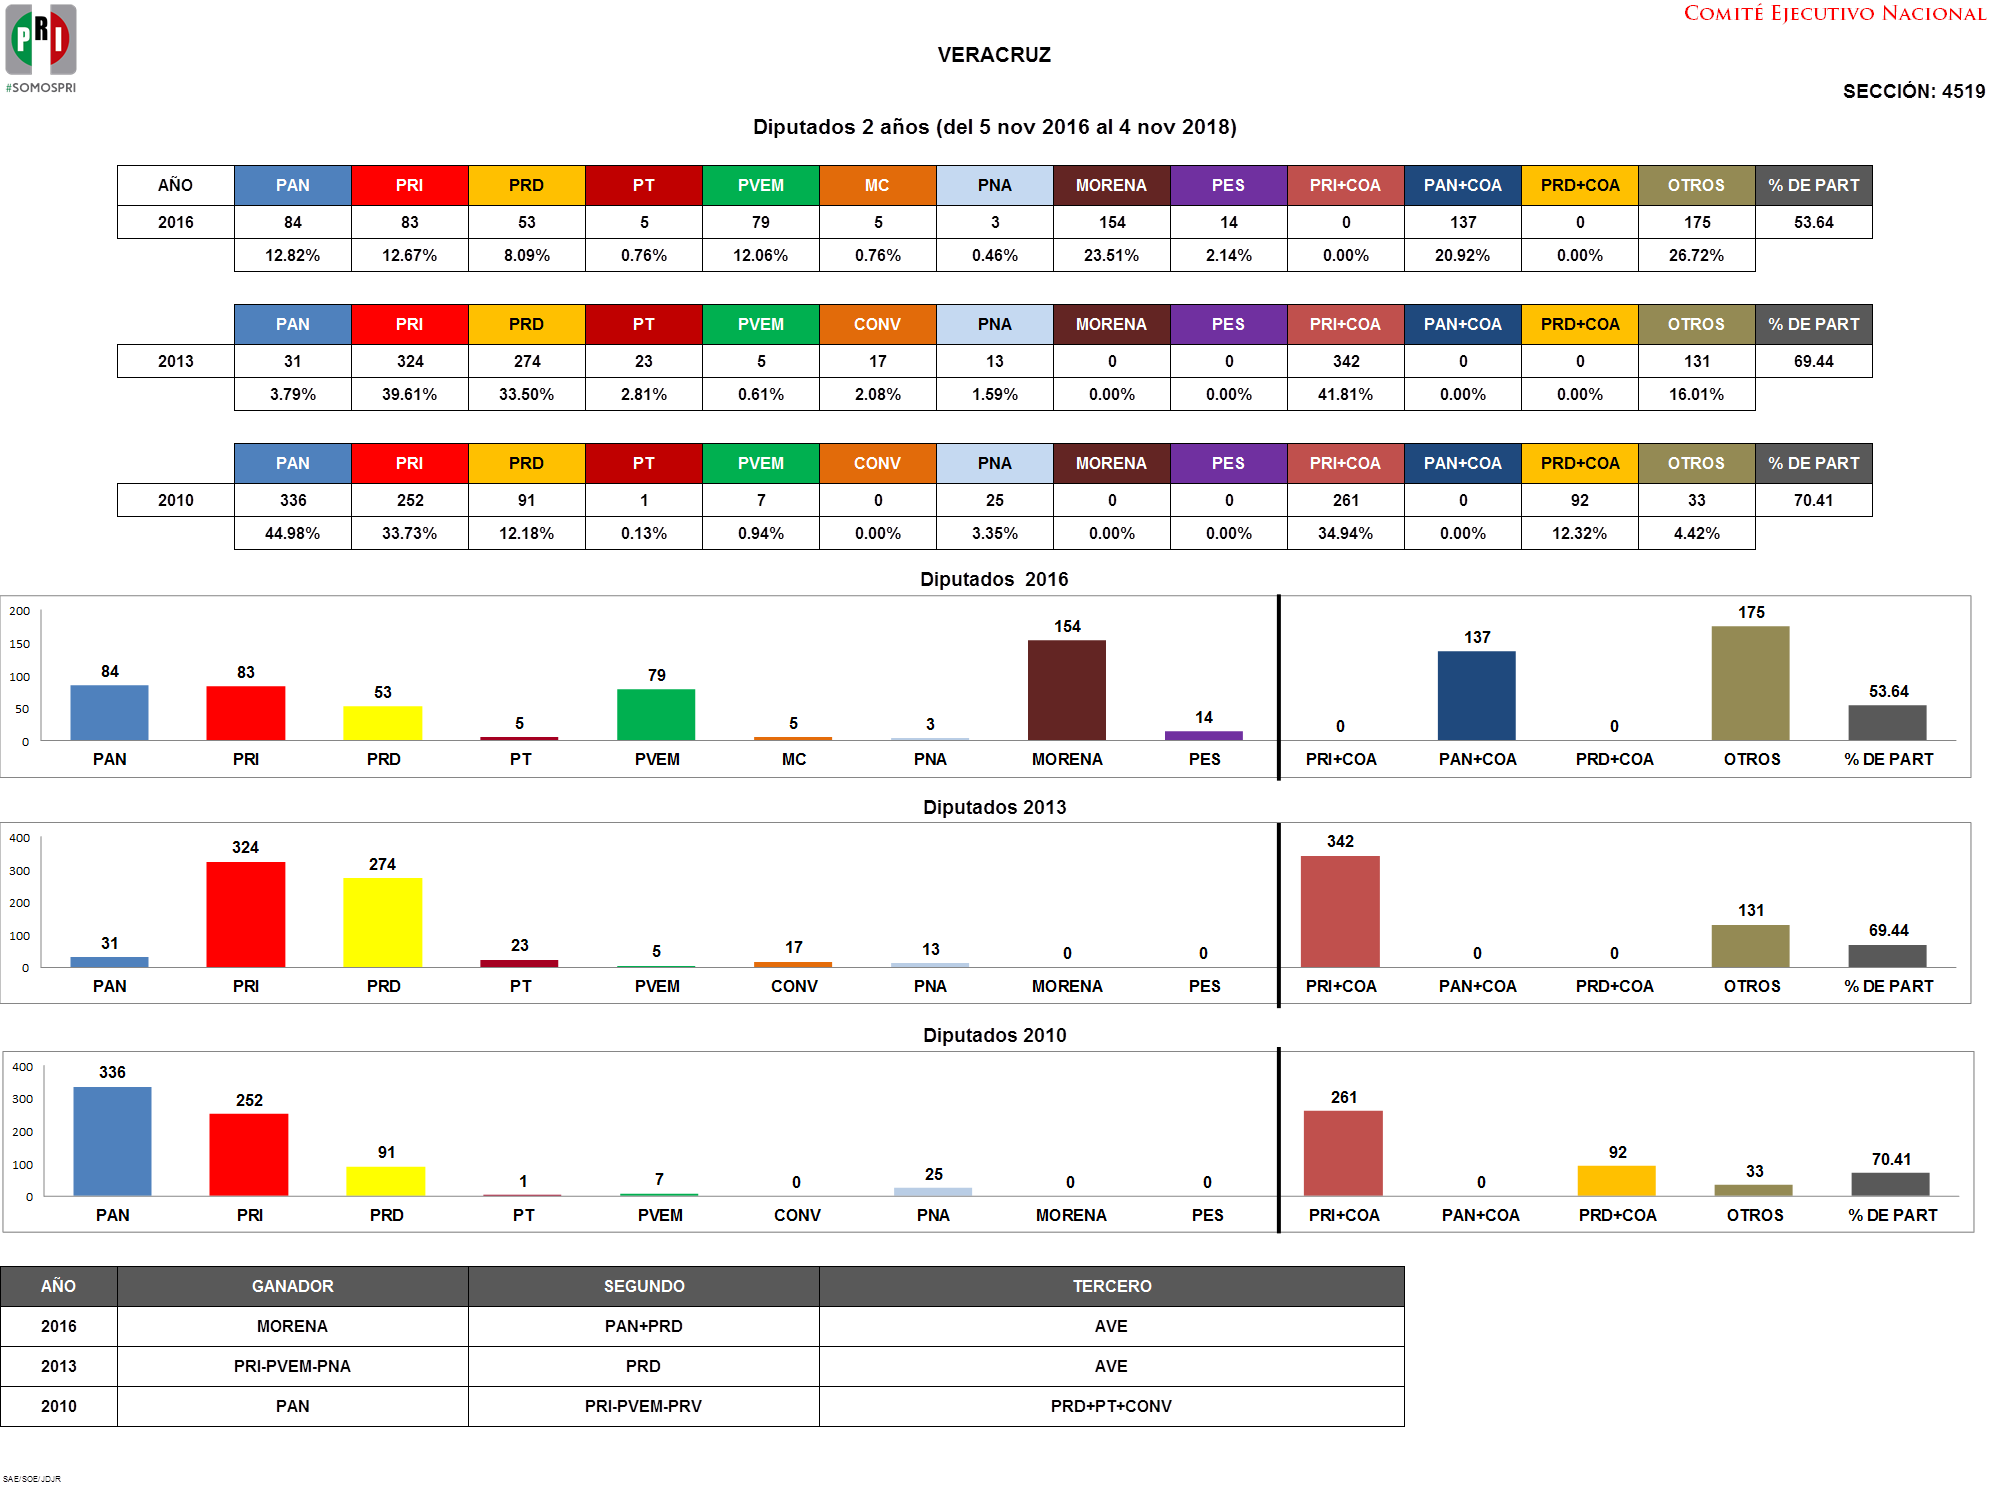 COMITÉ EJECUTIVO NACIONAL
PRI
#SOMOSPRI
VERACRUZ
SECCIÓN: 4519
Diputados 2 años (del 5 nov 2016 al 4 nov 2018)
AÑO PAN PRI PRD PT PVEM MC PNA MORENA PES PRI+COA PAN+COA PRD+COA OTROS % DE PART
2016 84 83 53 5 79 5 3 154 14 0 137 0 175 53.64
12.82% 12.67% 8.09% 0.76% 12.06% 0.76% 0.46% 23.51% 2.14% 0.00% 20.92% 0.00% 26.72%
PAN PRI PRD PT PVEM CONV PNA MORENA PES PRI+COA PAN+COA PRD+COA OTROS % DE PART
2013 31 324 274 23 5 17 13 0 0 342 0 0 131 69.44
3.79% 39.61% 33.50% 2.81% 0.61% 2.08% 1.59% 0.00% 0.00% 41.81% 0.00% 0.00% 16.01%
PAN PRI PRD PT PVEM CONV PNA MORENA PES PRI+COA PAN+COA PRD+COA OTROS % DE PART
2010 336 252 91 1 7 0 25 0 0 261 0 92 33 70.41
44.98% 33.73% 12.18% 0.13% 0.94% 0.00% 3.35% 0.00% 0.00% 34.94% 0.00% 12.32% 4.42%
Diputados 2016
200
150
100
50
0
84 83 53 5 79 5 3 154 14 0 137 0 175 53.64
PAN PRI PRD PT PVEM MC PNA MORENA PES PRI+COA PAN+COA PRD+COA OTROS % DE PART
Diputados 2013
400
300
200
100
0
31 324 274 23 5 17 13 0 0 342 0 0 131 69.44
PAN PRI PRD PT PVEM CONV PNA MORENA PES PRI+COA PAN+COA PRD+COA OTROS % DE PART
Diputados 2010
400
300
200
100
0
336 252 91 1 7 0 25 0 0 261 0 92 33 70.41
PAN PRI PRD PT PVEM CONV PNA MORENA PES PRI+COA PAN+COA PRD+COA OTROS % DE PART
AÑO GANADOR SEGUNDO TERCERO
2016 MORENA PAN+PRD AVE
2013 PRI-PVEM-PNA PRD AVE
2010 PAN PRI-PVEM-PRV PRD+PT+CONV
SAE/SOE/JDJR